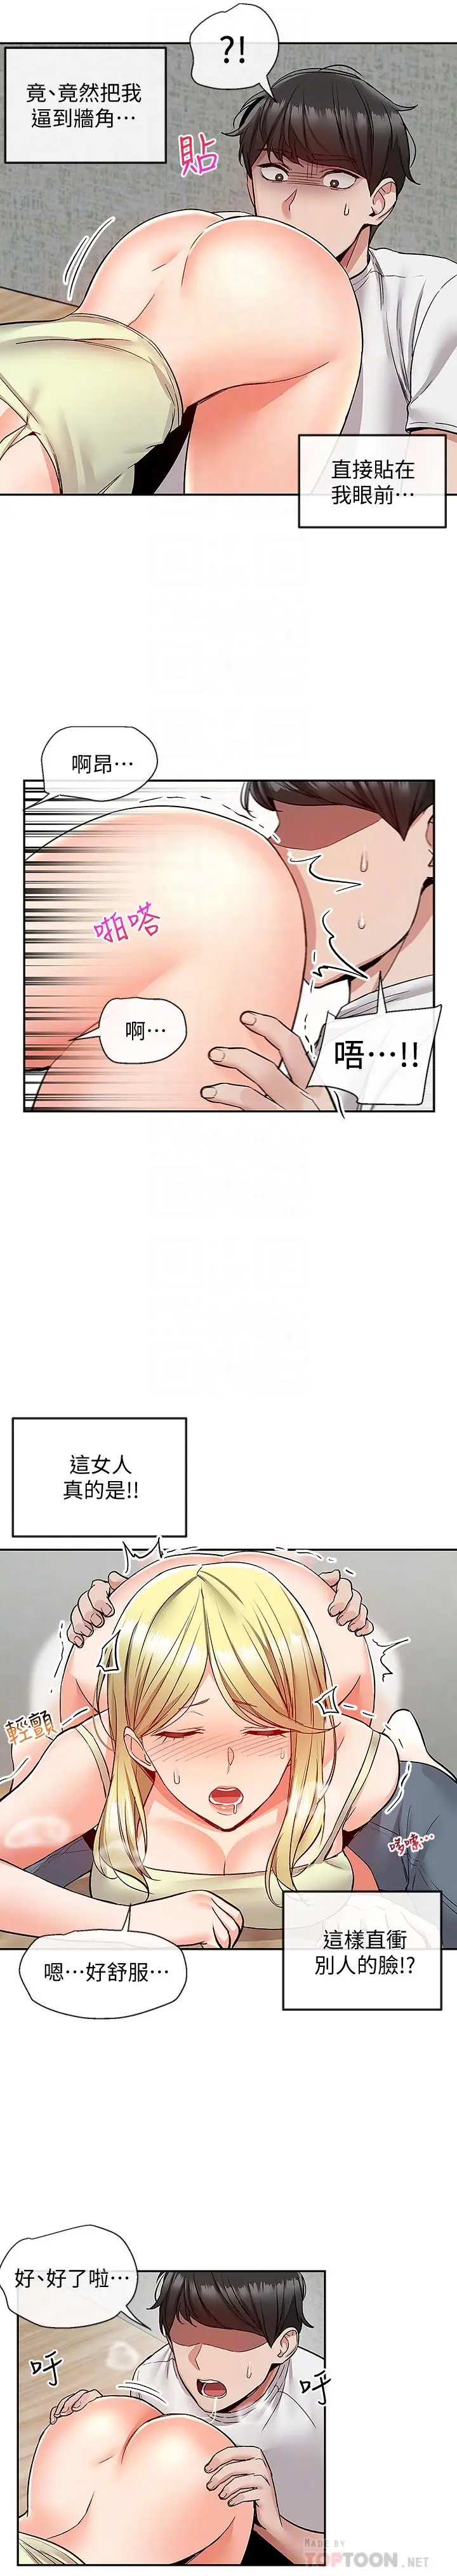 ?!
竟、竟然把我
逼到牆角…
貼
直接貼在
我眼前…
啊昂…
啪嗒
啊…
唔…!!
這女人
真的是!!
輕顫
哆嗦…
這樣直衝
別人的臉!?
嗯…好舒服…
好、好了啦…
呼
呼
MADE by
TOPTOON.NET